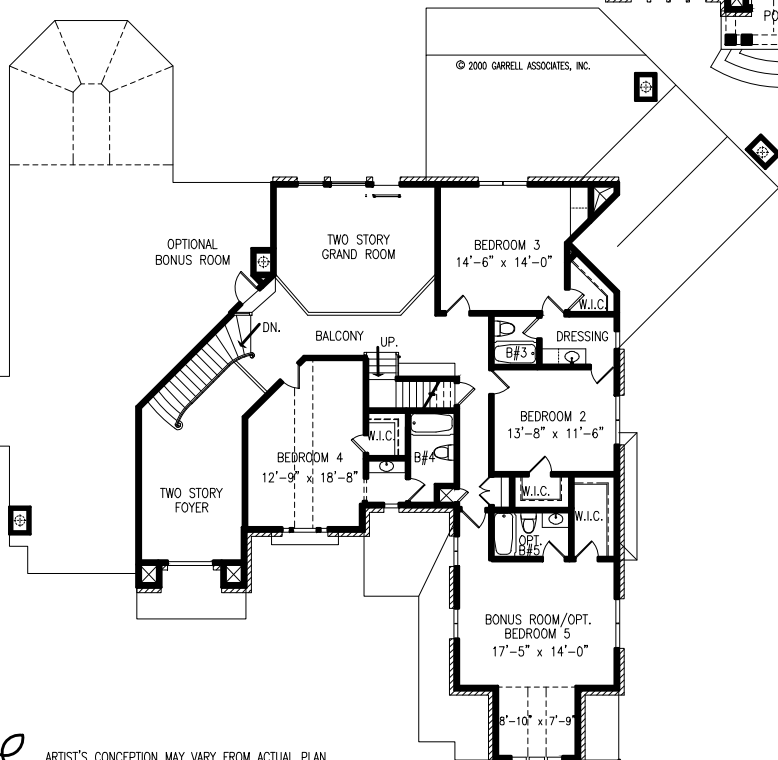 PO
© 2000 GARRELL ASSOCIATES, INC.
OPTIONAL
BONUS ROOM
TWO STORY
GRAND ROOM
BEDROOM 3
14'-6" x 14'-0"
W.I.C.
DN.
BALCONY
UP.
B#3
DRESSING
BEDROOM 2
13'-8" x 11'-6"
W.I.C.
B#4
BEDROOM 4
12'-9" x 18'-8"
TWO STORY
FOYER
W.I.C.
W.I.C.
OPT.
B#5
BONUS ROOM/OPT.
BEDROOM 5
17'-5" x 14'-0"
8'-10" x 7'-9"
ARTIST'S CONCEPTION MAY VARY FROM ACTUAL PLAN